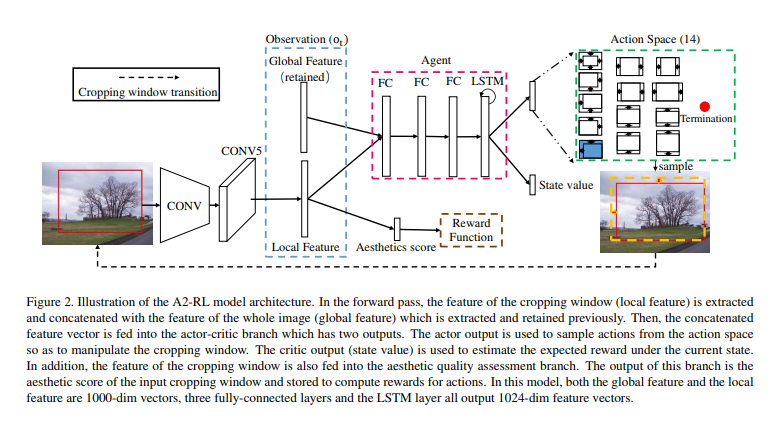 Observation (ot)
Action Space (14)
Global Feature
(retained)
Agent
FC FC FC LSTM
Cropping window transition
Termination
CONV5
sample
CONV
State value
Reward
Function
Local Feature
Aesthetics score
Figure 2. Illustration of the A2-RL model architecture. In the forward pass, the feature of the cropping window (local feature) is extracted
and concatenated with the feature of the whole image (global feature) which is extracted and retained previously. Then, the concatenated
feature vector is fed into the actor-critic branch which has two outputs. The actor output is used to sample actions from the action space
so as to manipulate the cropping window. The critic output (state value) is used to estimate the expected reward under the current state.
In addition, the feature of the cropping window is also fed into the aesthetic quality assessment branch. The output of this branch is the
aesthetic score of the input cropping window and stored to compute rewards for actions. In this model, both the global feature and the local
feature are 1000-dim vectors, three fully-connected layers and the LSTM layer all output 1024-dim feature vectors.